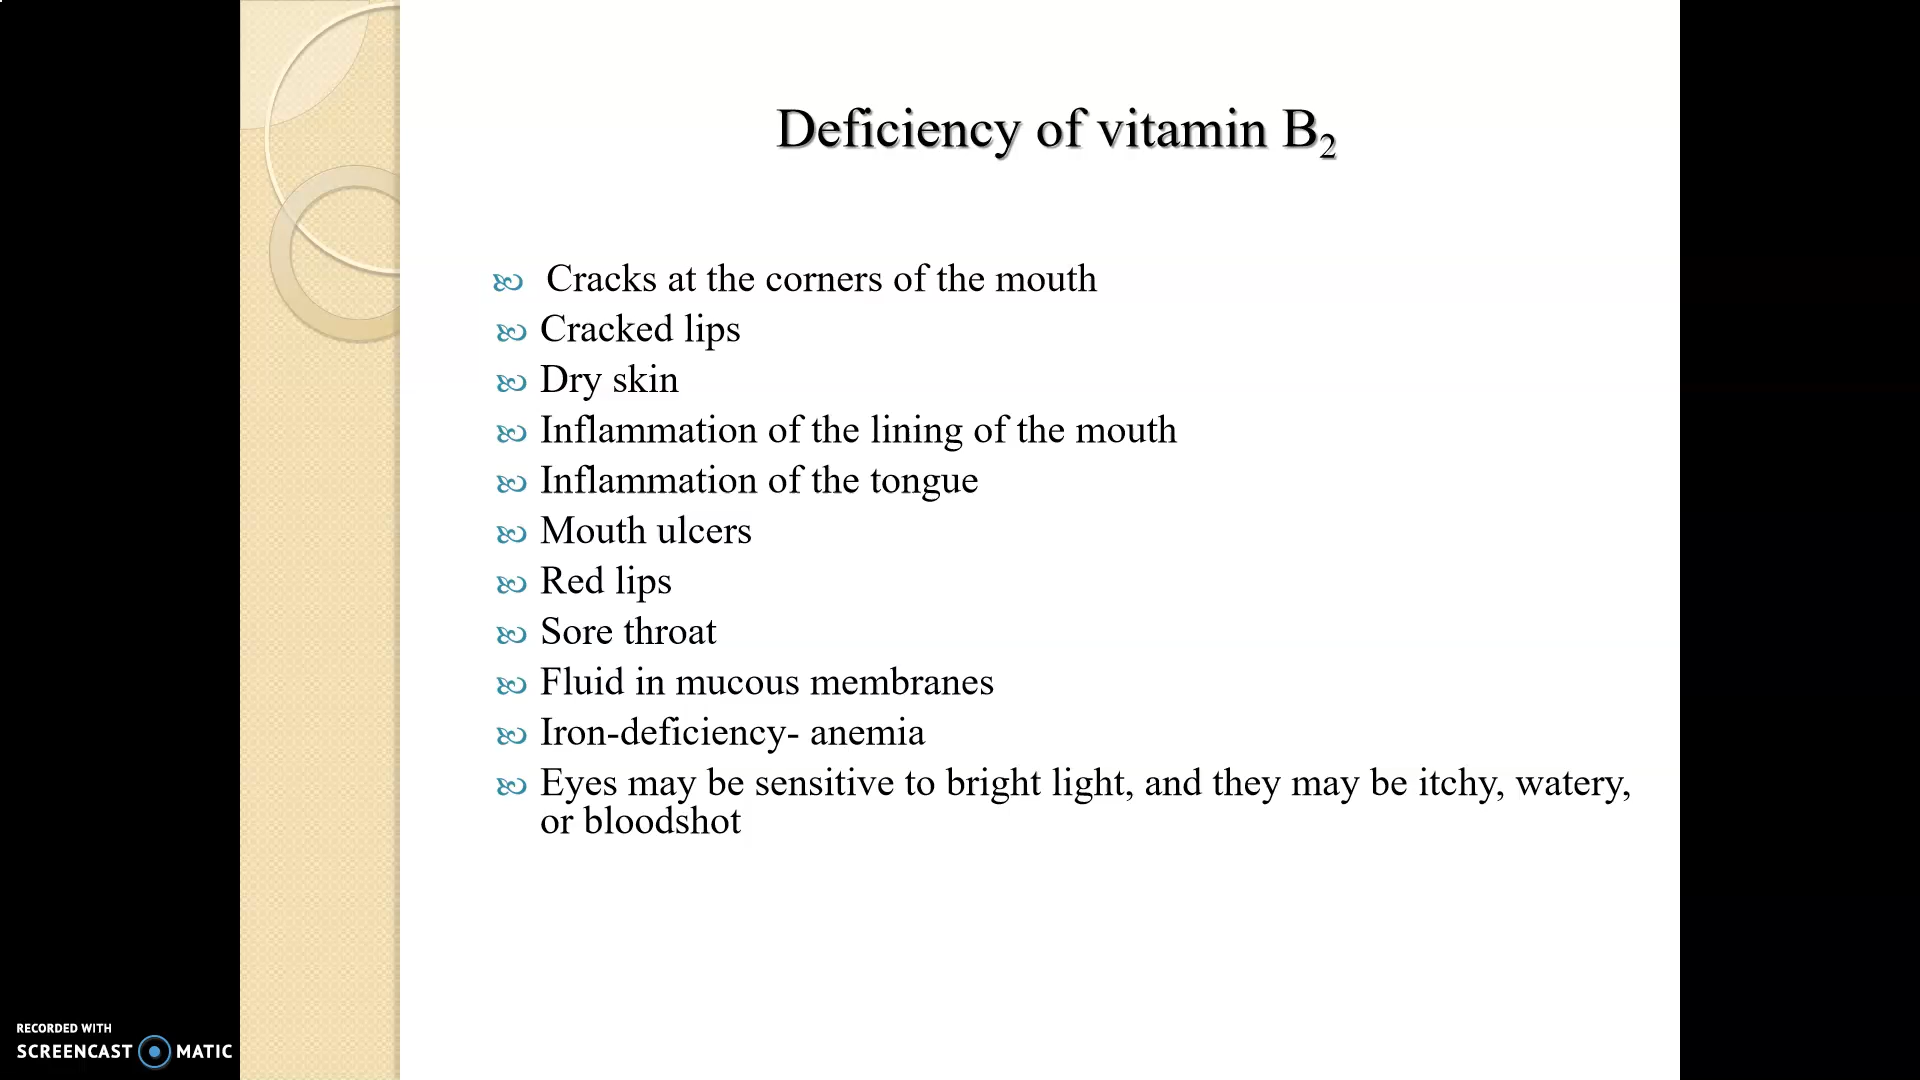 Deficiency of vitamin B₂
Cracks at the corners of the mouth
Cracked lips
Dry skin
Inflammation of the lining of the mouth
Inflammation of the tongue
Mouth ulcers
Red lips
Sore throat
Fluid in mucous membranes
Iron-deficiency- anemia
Eyes may be sensitive to bright light, and they may be itchy, watery,
or bloodshot
RECORDED WITH
SCREENCAST MATIC